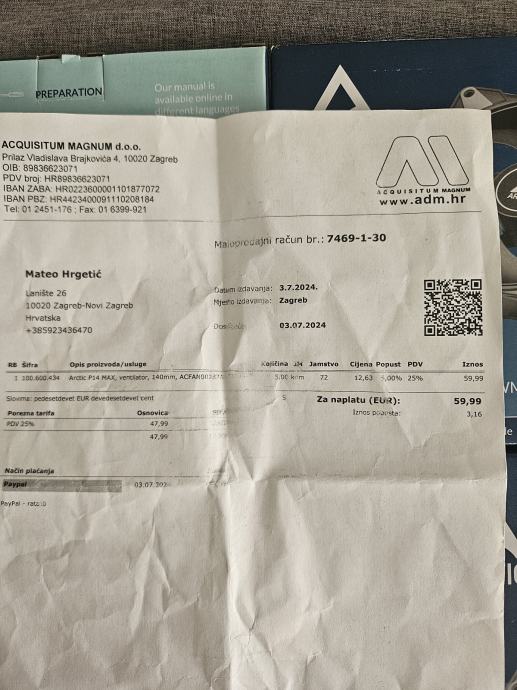 PREPARATION
Our manual is
available online in
different languages
ACQUISITUM MAGNUM d.o.o.
Prilaz Vladislava Brajkovića 4, 10020 Zagreb
OIB: 89836623071
PDV broj: HR89836623071
IBAN ZABA: HR0223600001101877072
IBAN PBZ: HR4423400091110208184
Tel: 01 2451-176 ; Fax: 01 6399-921
ACQUISITUM MAGNUM
www.adm.hr
Maloprodajni račun br.: 7469-1-30
Mateo Hrgetić
Lanište 26
10020 Zagreb-Novi Zagreb
Hrvatska
+385923436470
Datum izdavanja: 3.7.2024.
Mjesto izdavanja: Zagreb
03.07.2024
RB Šifra Opis proizvoda/usluge Količina JM Jamstvo Cijena Popust PDV Iznos
1 100.600.434 Arctic P14 MAX, ventilator, 140mm, 5,00 kom 72 12,63 5,00% 25% 59,99
Slovima: pedesetdevet EUR devedesetdevet cent
Za naplatu (EUR): 59,99
Iznos popusta: 3,16
Porezna tarifa Osnovica
PDV 25% 47,99
47,99
Način plaćanja
Paypal 03.07.202
PayPal -